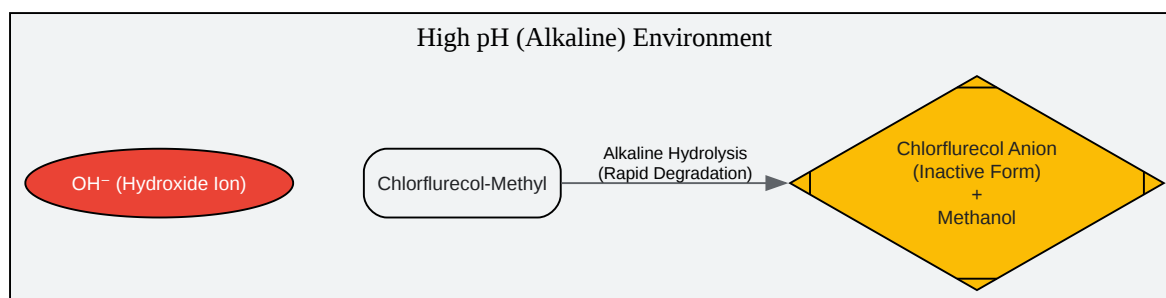 High pH (Alkaline) Environment
OH⁻ (Hydroxide Ion)
Chlorflurecol-Methyl
Alkaline Hydrolysis
(Rapid Degradation)
Chlorflurecol Anion
(Inactive Form)
+
Methanol